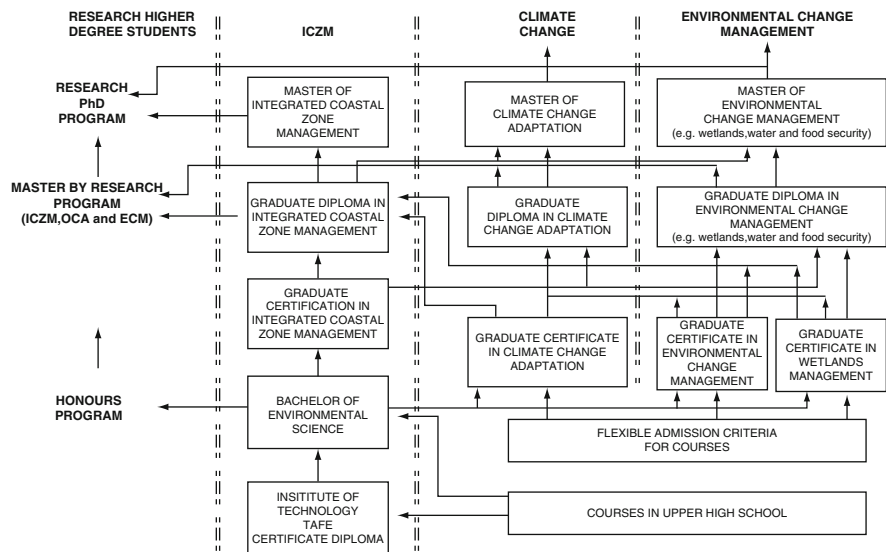 RESEARCH HIGHER
DEGREE STUDENTS
ICZM
CLIMATE
CHANGE
ENVIRONMENTAL CHANGE
MANAGEMENT
RESEARCH
PhD
PROGRAM
MASTER OF
INTEGRATED COASTAL
ZONE
MANAGEMENT
MASTER OF
CLIMATE CHANGE
ADAPTATION
MASTER OF
ENVIRONMENTAL
CHANGE MANAGEMENT
(e.g. wetlands,water and food security)
MASTER BY RESEARCH
PROGRAM
(ICZM,OCA and ECM)
GRADUATE DIPLOMA IN
INTEGRATED COASTAL
ZONE MANAGEMENT
GRADUATE
DIPLOMA IN CLIMATE
CHANGE ADAPTATION
GRADUATE DIPLOMA IN
ENVIRONMENTAL CHANGE
MANAGEMENT
(e.g. wetlands,water and food security)
GRADUATE
CERTIFICATION IN
INTEGRATED COASTAL
ZONE MANAGEMENT
GRADUATE CERTIFICATE
IN CLIMATE CHANGE
ADAPTATION
GRADUATE
CERTIFICATE IN
ENVIRONMENTAL
CHANGE
MANAGEMENT
GRADUATE
CERTIFICATE IN
WETLANDS
MANAGEMENT
HONOURS
PROGRAM
BACHELOR OF
ENVIRONMENTAL
SCIENCE
FLEXIBLE ADMISSION CRITERIA
FOR COURSES
INSITITUTE OF
TECHNOLOGY
TAFE
CERTIFICATE DIPLOMA
COURSES IN UPPER HIGH SCHOOL